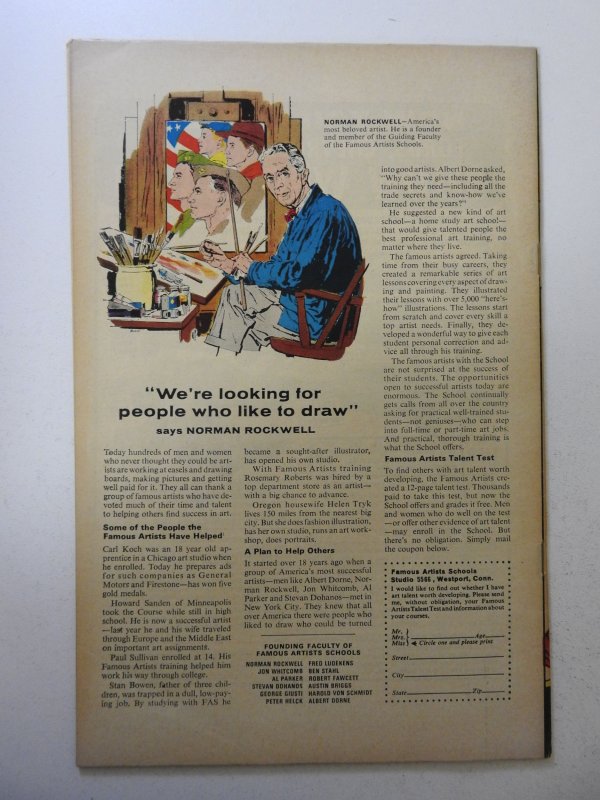 NORMAN ROCKWELL—America's
most beloved artist. He is a founder
and member of the Guiding Faculty
of the Famous Artists Schools.
"We're looking for
people who like to draw"
says NORMAN ROCKWELL
Today hundreds of men and women
who never thought they could be art-
ists are working at easels and drawing
boards, making pictures and getting
well paid for it. They all can thank a
group of famous artists who have de-
voted much of their time and talent
to helping others find success in art.
Some of the People the
Famous Artists Have Helped
Carl Koch was an 18 year old ap-
prentice in a Chicago art studio when
he enrolled. Today he prepares ads
for such companies as General
Motors and Firestone—has won five
gold medals.
Howard Sanden of Minneapolis
took the Course while still in high
school. He is now a successful artist
—last year he and his wife traveled
through Europe and the Middle East
on important art assignments.
Paul Sullivan enrolled at 14. His
Famous Artists training helped him
work his way through college.
Stan Bowen, father of three chil-
dren, was trapped in a dull, low-pay-
ing job. By studying with FAS he
became a sought-after illustrator,
has opened his own studio.
With Famous Artists training
Rosemary Roberts was hired by a
top department store as an artist—
with a big chance to advance.
Oregon housewife Helen Tryk
lives 150 miles from the nearest big
city. But she does fashion illustration,
has her own studio, runs an art work-
shop, does portraits.
A Plan to Help Others
It started over 18 years ago when a
group of America's most successful
artists—men like Albert Dorne, Nor-
man Rockwell, Jon Whitcomb, Al
Parker and Stevan Dohanos—met in
New York City. They knew that all
over America there were people who
liked to draw who could be turned
FOUNDING FACULTY OF
FAMOUS ARTISTS SCHOOLS
NORMAN ROCKWELL FRED LUDEKENS
JON WHITCOMB BEN STAHL
AL PARKER ROBERT FAWCETT
STEVAN DOHANOS AUSTIN BRIGGS
GEORGE GIUSTI HAROLD VON SCHMIDT
PETER HELCK ALBERT DORNE
into good artists. Albert Dorne asked,
"Why can't we give these people the
training they need—including all the
trade secrets and know-how we've
learned over the years?"
He suggested a new kind of art
school—a home study art school—
that would give talented people the
best professional art training, no
matter where they live.
The famous artists agreed. Taking
time from their busy careers, they
created a remarkable series of art
lessons covering every aspect of draw-
ing and painting. They illustrated
their lessons with over 5,000 "here's-
how" illustrations. The lessons start
from scratch and cover every skill a
top artist needs. Finally, they de-
veloped a wonderful way to give each
student personal correction and ad-
vice all through his training.
The famous artists with the School
are not surprised at the success of
their students. The opportunities
open to successful artists today are
enormous. The School continually
gets calls from all over the country
asking for practical well-trained stu-
dents—not geniuses—who can step
into full-time or part-time art jobs.
And practical, thorough training is
what the School offers.
Famous Artists Talent Test
To find others with art talent worth
developing, the Famous Artists cre-
ated a 12-page talent test. Thousands
paid to take this test, but now the
School offers and grades it free. Men
and women who do well on the test
—or offer other evidence of art talent
—may enroll in the School. But
there's no obligation. Simply mail
the coupon below.
Famous Artists Schools
Studio 5566, Westport, Conn.
I would like to find out whether I have
art talent worth developing. Please send
me, without obligation, your Famous
Artists Talent Test and information about
your courses.
Mr.
Mrs. Age
Miss Circle one and please print
Street
City
State Zip